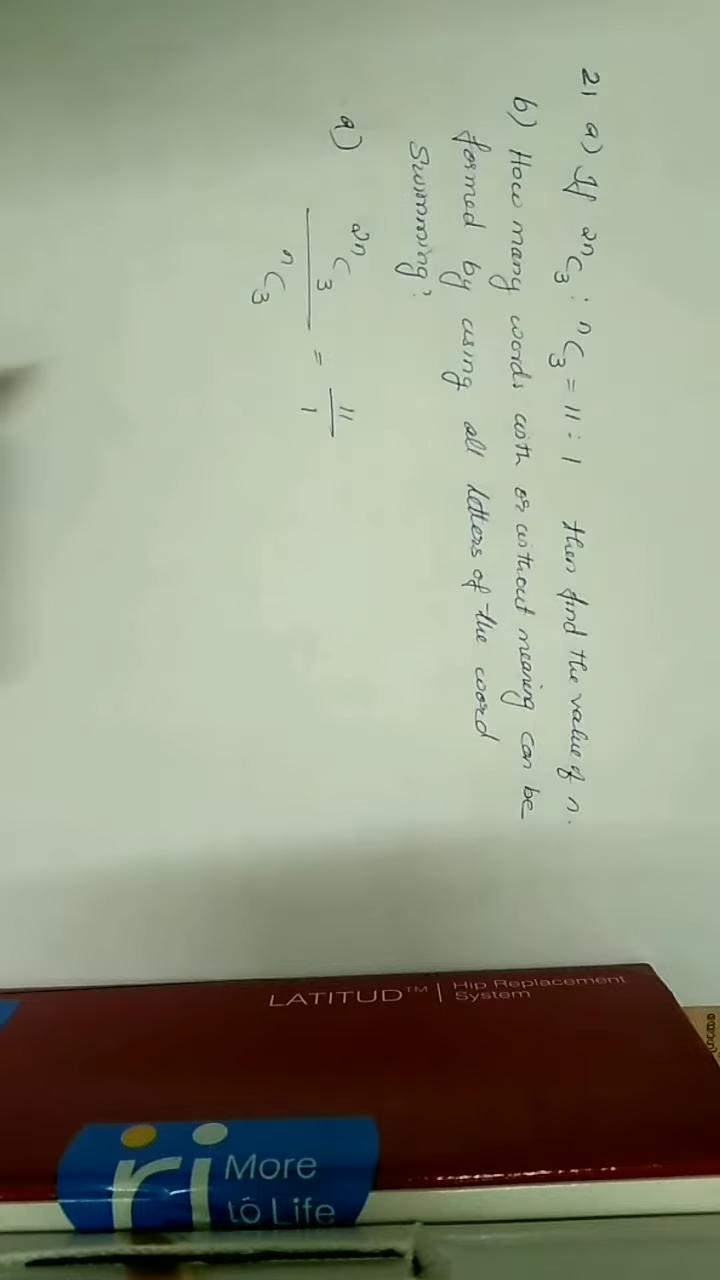 21 a) If ²ⁿC₃ : ⁿC₃ = 11 : 1 then find the value of n.
b) How many words with or without meaning can be
formed by using all letters of the word
Swimming?
a) ²ⁿC₃
ⁿC₃
= 11
1
LATITUD™ | Hip Replacement
System
ri More
to Life